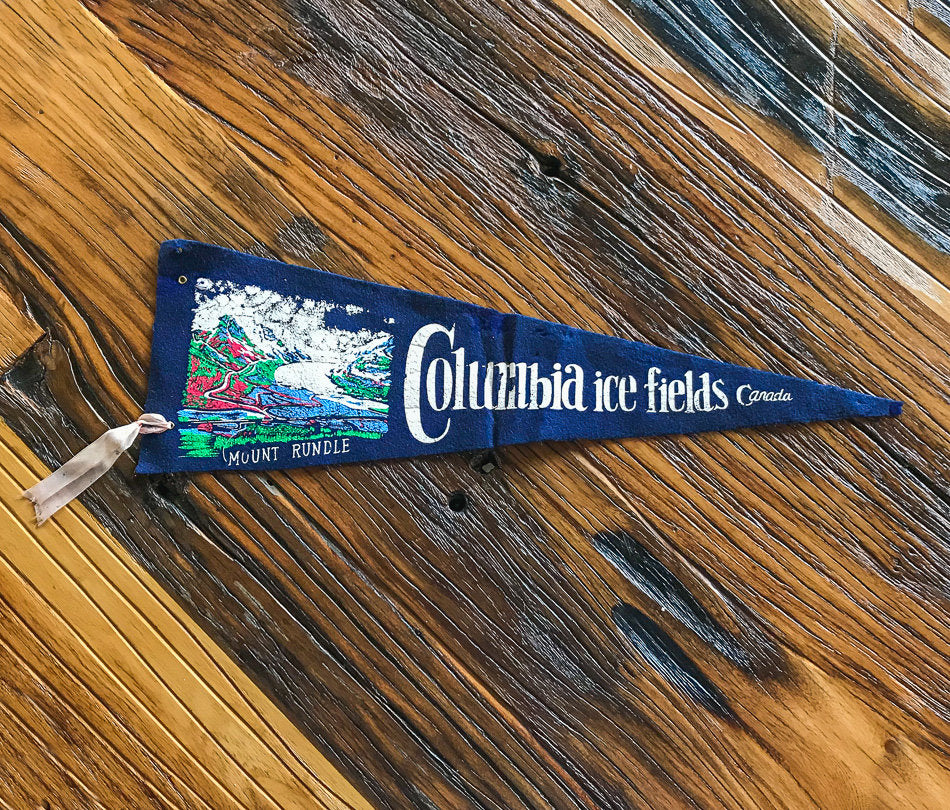 Columbia ice fields Canada
MOUNT RUNDLE